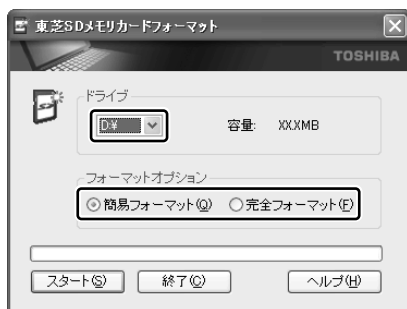 東芝SDメモリカードフォーマット
TOSHIBA
ドライブ
D:¥
容量: XX.XMB
フォーマットオプション
簡易フォーマット(Q) 完全フォーマット(F)
スタート(S) 終了(C) ヘルプ(H)